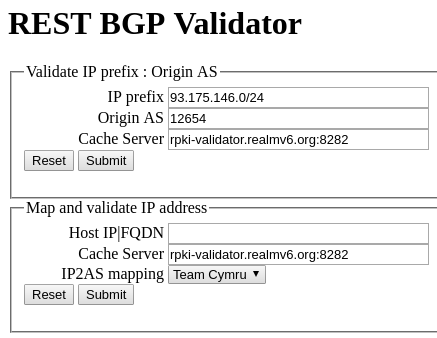 REST BGP Validator
Validate IP prefix : Origin AS
IP prefix 93.175.146.0/24
Origin AS 12654
Cache Server rpki-validator.realmv6.org:8282
Reset Submit
Map and validate IP address
Host IP|FQDN
Cache Server rpki-validator.realmv6.org:8282
IP2AS mapping Team Cymru
Reset Submit